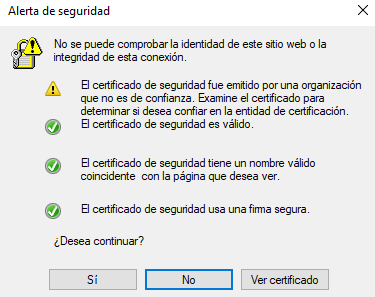 Alerta de seguridad
No se puede comprobar la identidad de este sitio web o la
integridad de esta conexión.
El certificado de seguridad fue emitido por una organización
que no es de confianza. Examine el certificado para
determinar si desea confiar en la entidad de certificación.
El certificado de seguridad es válido.
El certificado de seguridad tiene un nombre válido
coincidente con la página que desea ver.
El certificado de seguridad usa una firma segura.
¿Desea continuar?
Sí
No
Ver certificado